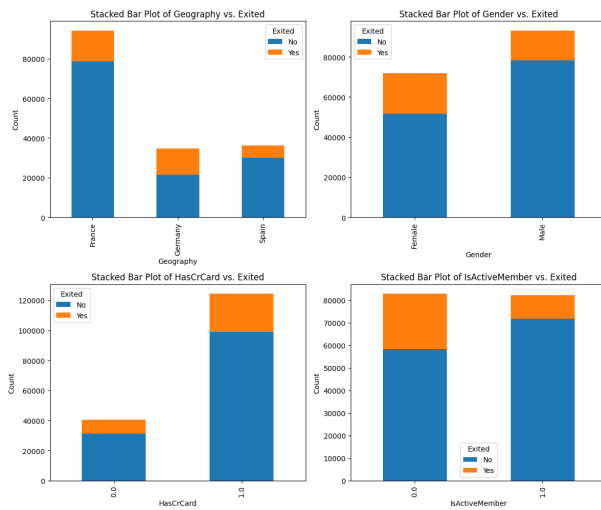 Stacked Bar Plot of Geography vs. Exited
Count
80000
60000
40000
20000
0
Exited
No
Yes
France
Germany
Spain
Geography
Stacked Bar Plot of Gender vs. Exited
Count
80000
60000
40000
20000
0
Exited
No
Yes
Female
Male
Gender
Stacked Bar Plot of HasCrCard vs. Exited
Count
120000
100000
80000
60000
40000
20000
0
Exited
No
Yes
0.0
1.0
HasCrCard
Stacked Bar Plot of IsActiveMember vs. Exited
Count
80000
70000
60000
50000
40000
30000
20000
10000
0
Exited
No
Yes
0.0
1.0
IsActiveMember